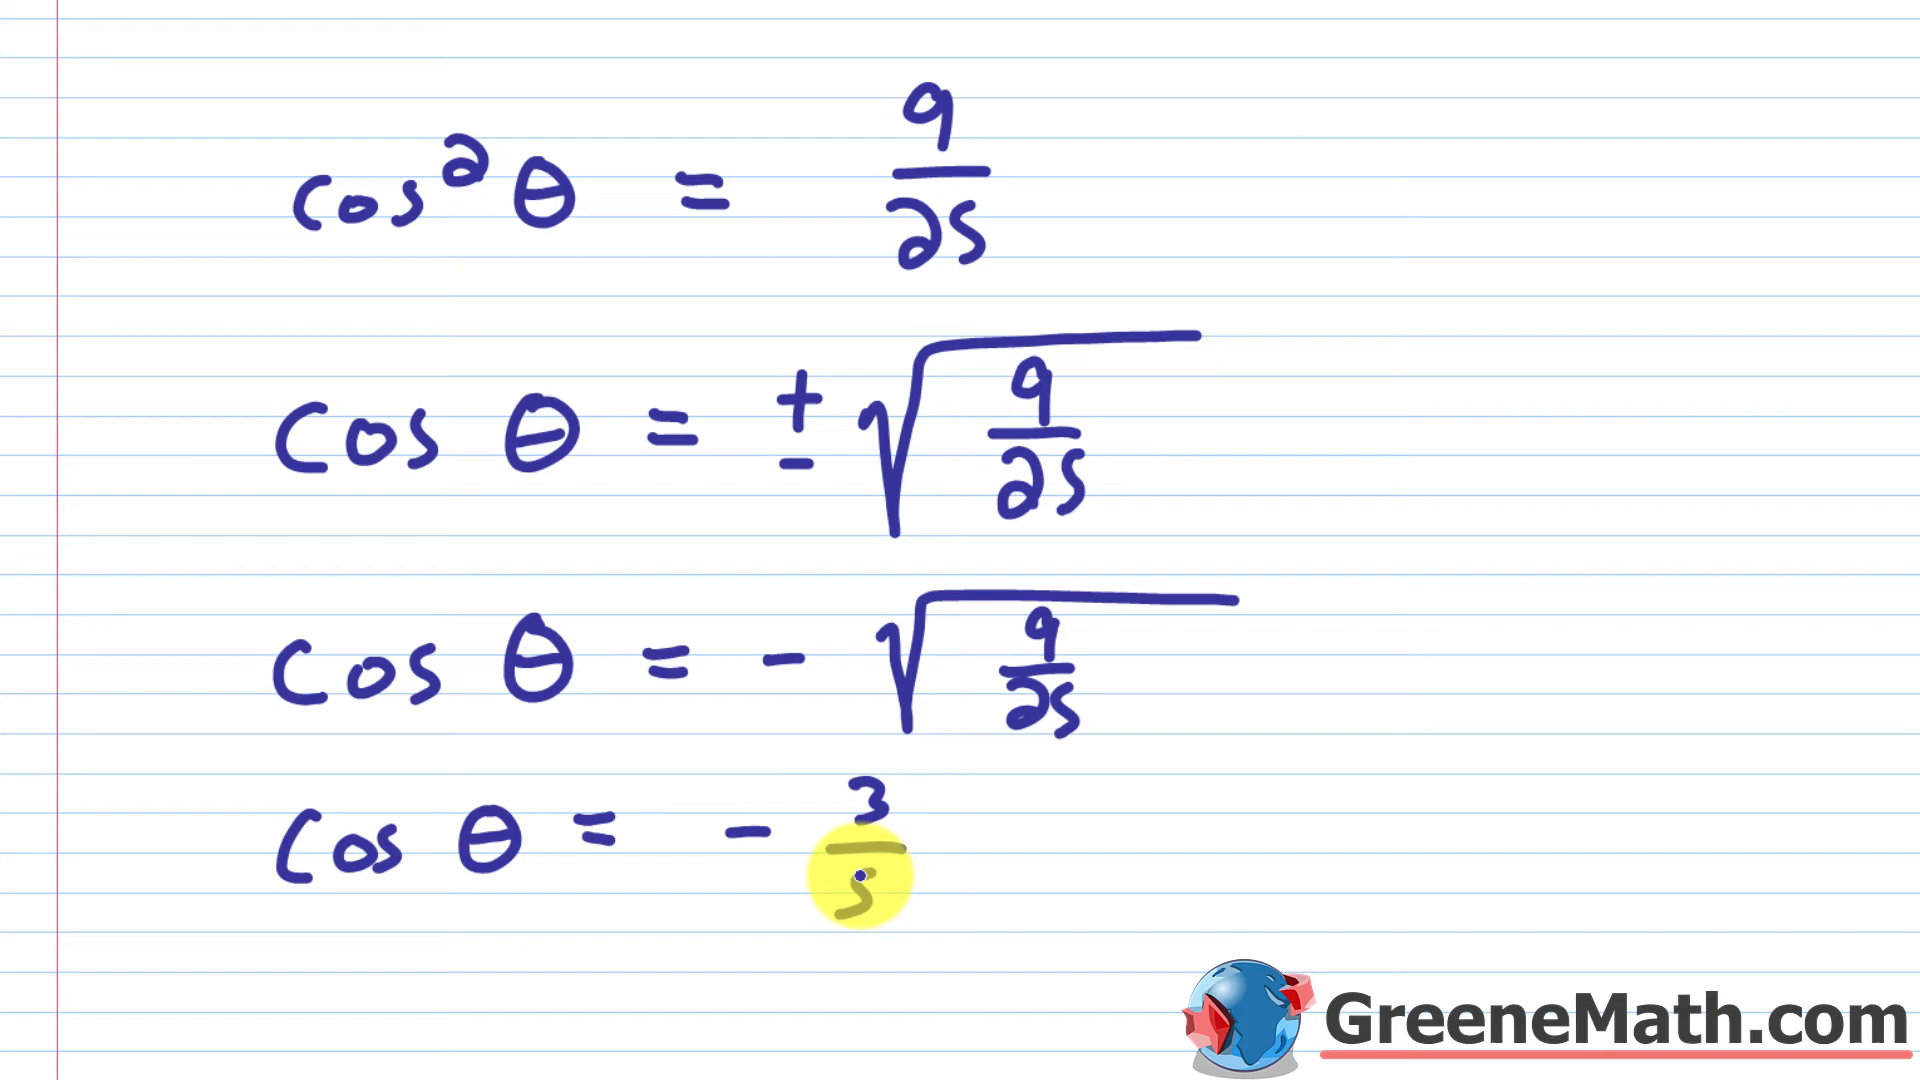 cos²θ = 9/25
cos θ = ±√(9/25)
cos θ = -√(9/25)
cos θ = -3/5
GreeneMath.com